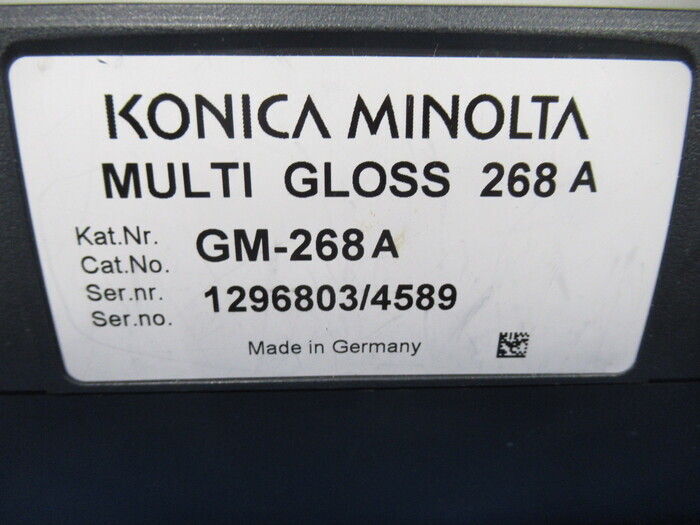 KONICA MINOLTA
MULTI GLOSS 268 A
Kat.Nr.
Cat.No. GM-268 A
Ser.nr.
Ser.no. 1296803/4589
Made in Germany